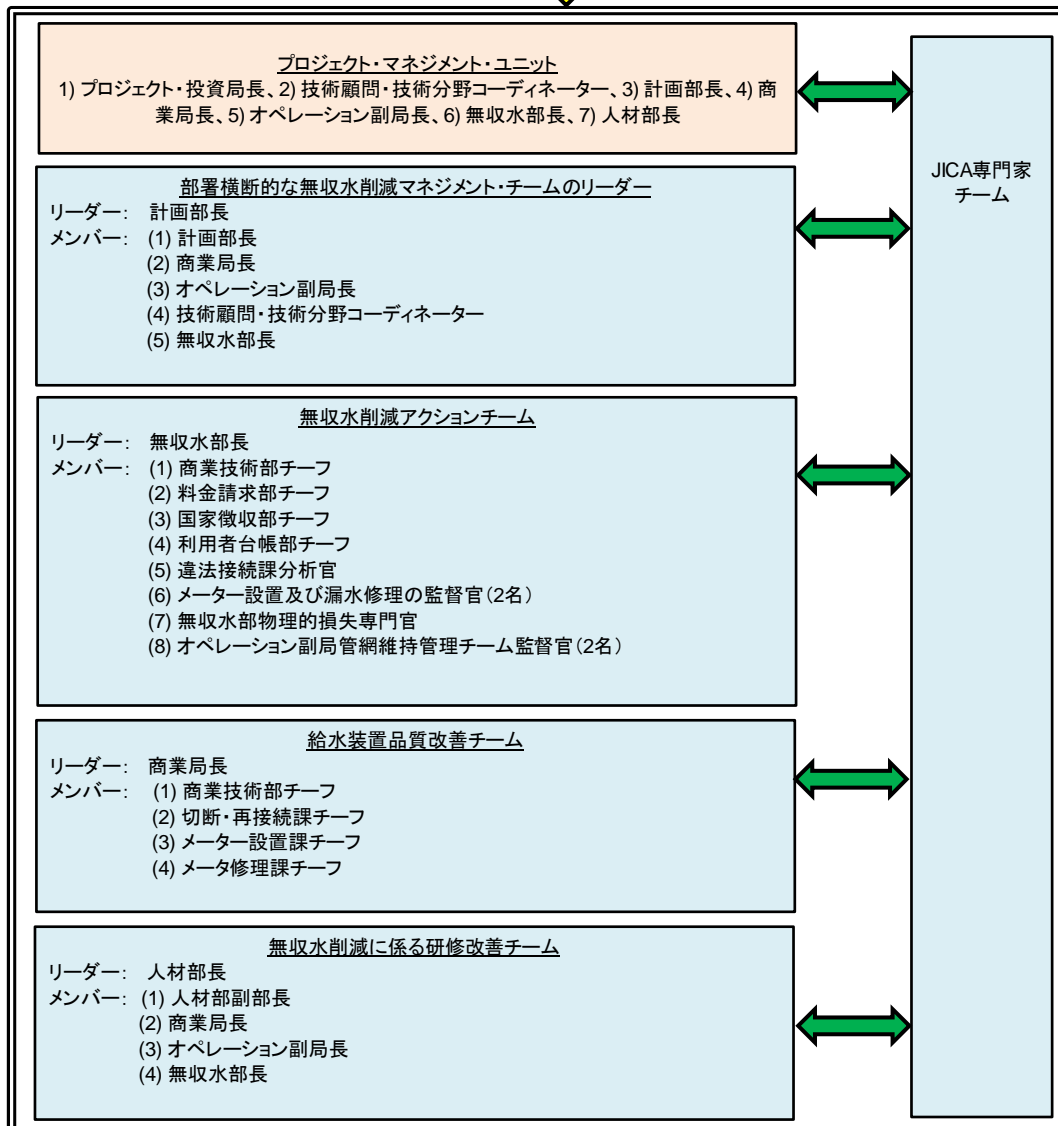 プロジェクト・マネジメント・ユニット
1) プロジェクト・投資局長、2) 技術顧問・技術分野コーディネーター、3) 計画部長、4) 商
業局長、5) オペレーション副局長、6) 無収水部長、7) 人材部長
JICA専門家
チーム
部署横断的な無収水削減マネジメント・チームのリーダー
リーダー： 計画部長
メンバー： (1) 計画部長
(2) 商業局長
(3) オペレーション副局長
(4) 技術顧問・技術分野コーディネーター
(5) 無収水部長
無収水削減アクションチーム
リーダー： 無収水部長
メンバー： (1) 商業技術部チーフ
(2) 料金請求部チーフ
(3) 国家徴収部チーフ
(4) 利用者台帳部チーフ
(5) 違法接続課分析官
(6) メーター設置及び漏水修理の監督官（2名）
(7) 無収水部物理的損失専門官
(8) オペレーション副局管網維持管理チーム監督官（2名）
給水装置品質改善チーム
リーダー： 商業局長
メンバー： (1) 商業技術部チーフ
(2) 切断・再接続課チーフ
(3) メーター設置課チーフ
(4) メータ修理課チーフ
無収水削減に係る研修改善チーム
リーダー： 人材部長
メンバー： (1) 人材部副部長
(2) 商業局長
(3) オペレーション副局長
(4) 無収水部長